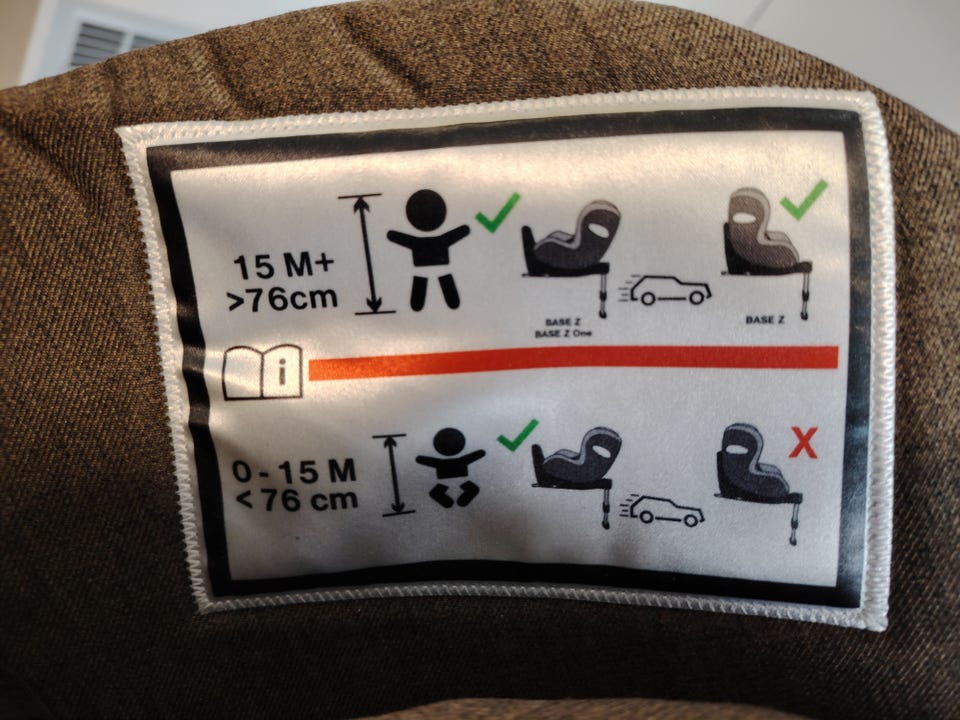 15 M+
>76cm
BASE Z
BASE Z One
BASE Z
i
0 - 15 M
< 76 cm
X